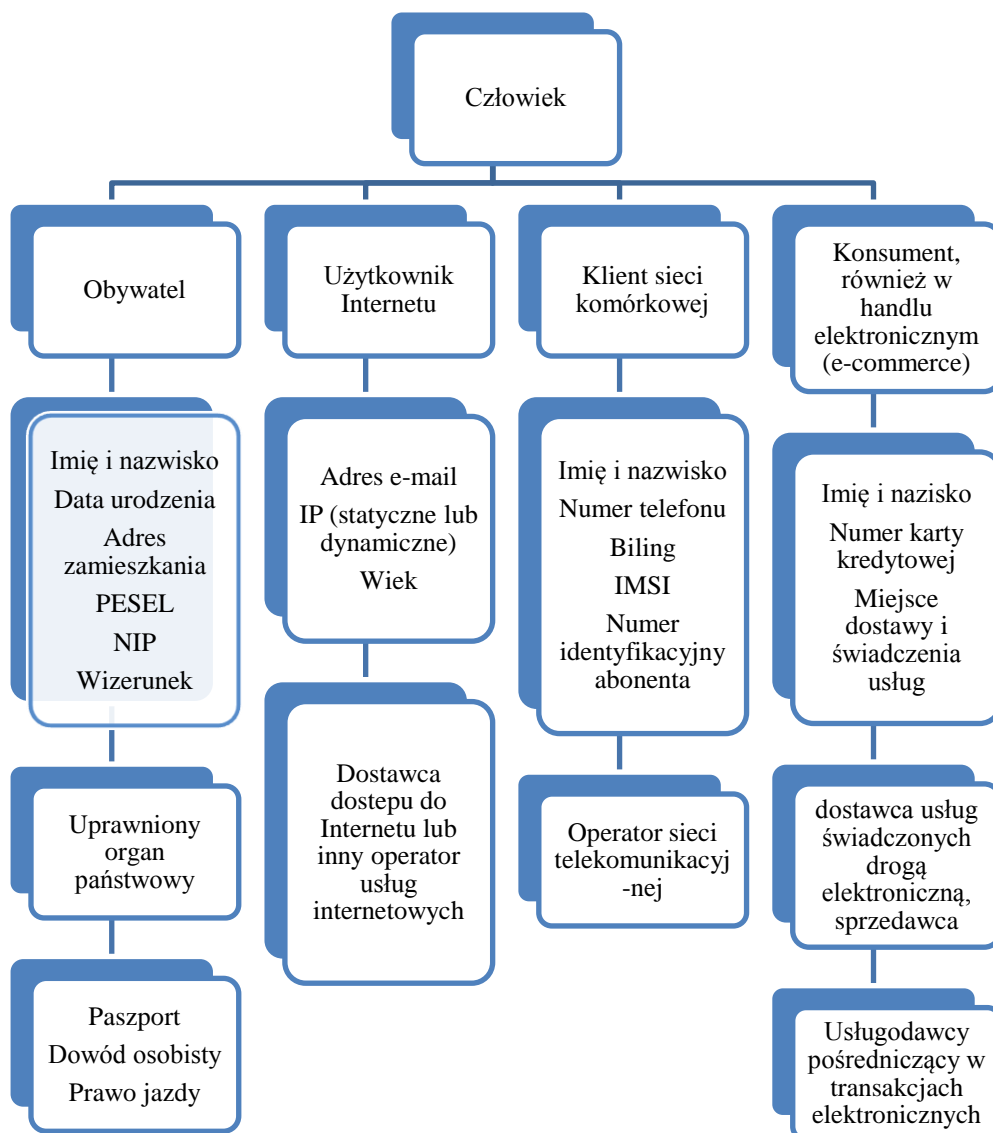 Człowiek
Obywatel
Użytkownik
Internetu
Klient sieci
komórkowej
Konsument,
również w
handlu
elektronicznym
(e-commerce)
Imię i nazwisko
Data urodzenia
Adres
zamieszkania
PESEL
NIP
Wizerunek
Adres e-mail
IP (statyczne lub
dynamiczne)
Wiek
Imię i nazwisko
Numer telefonu
Biling
IMSI
Numer
identyfikacyjny
abonenta
Imię i nazisko
Numer karty
kredytowej
Miejsce
dostawy i
świadczenia
usług
Uprawniony
organ
państwowy
Dostawca
dostepu do
Internetu lub
inny operator
usług
internetowych
Operator sieci
telekomunikacyj
-nej
dostawca usług
świadczonych
drogą
elektroniczną,
sprzedawca
Paszport
Dowód osobisty
Prawo jazdy
Usługodawcy
pośredniczący w
transakcjach
elektronicznych